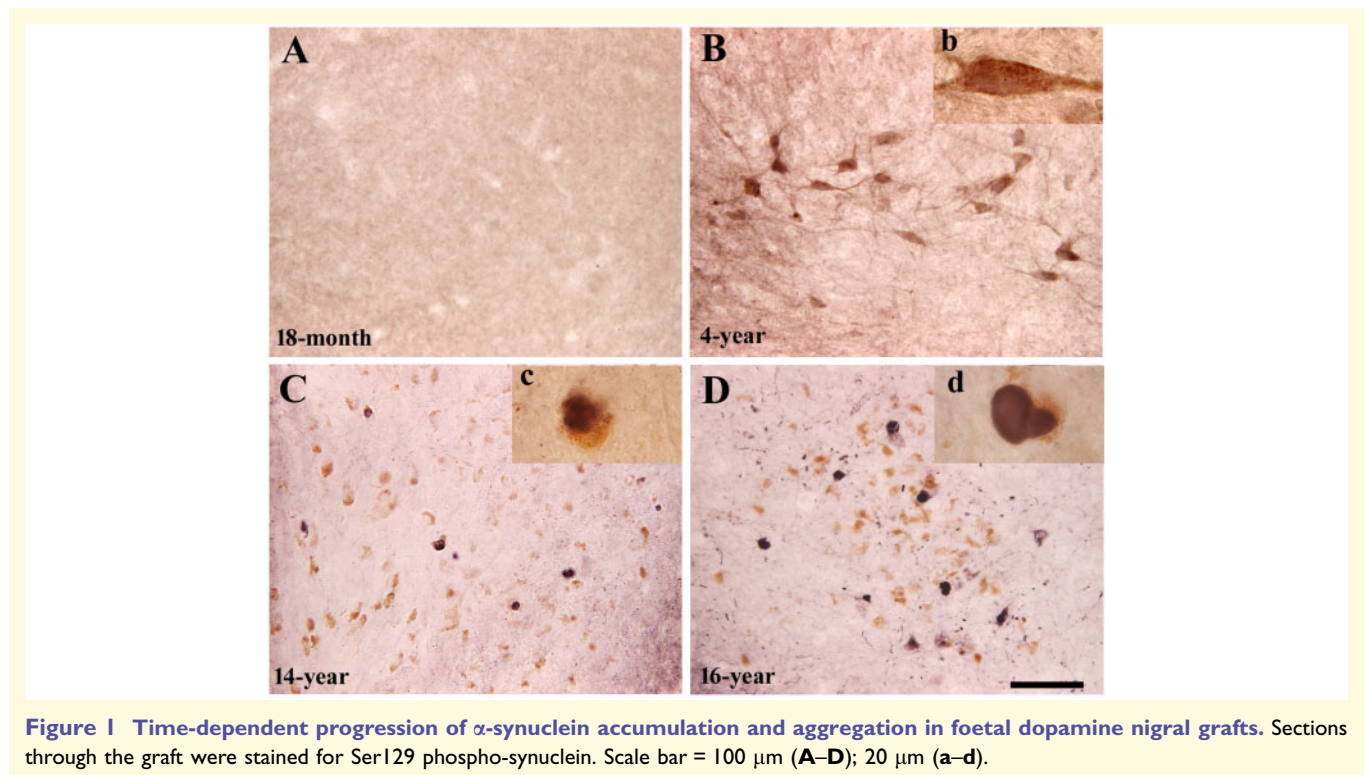 A
18-month
B
b
4-year
C
c
14-year
D
d
16-year
Figure 1 Time-dependent progression of α-synuclein accumulation and aggregation in foetal dopamine nigral grafts. Sections
through the graft were stained for Ser129 phospho-synuclein. Scale bar = 100 μm (A–D); 20 μm (a–d).